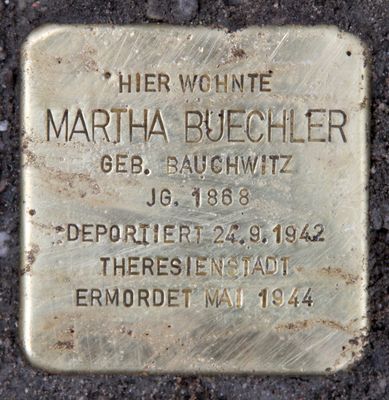 HIER WOHNTE
MARTHA BUECHLER
GEB. BAUCHWITZ
JG. 1868
DEPORTIERT 24.9.1942
THERESIENSTADT
ERMORDET MAI 1944